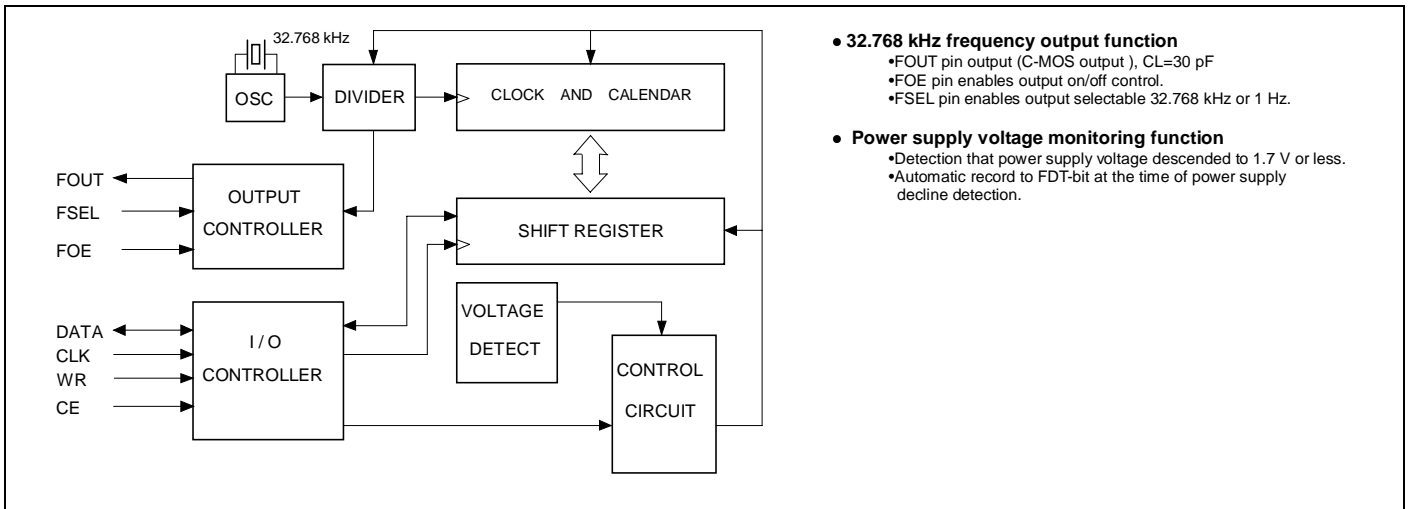 32.768 kHz
OSC
DIVIDER
CLOCK AND CALENDAR
FOUT
FSEL
FOE
OUTPUT
CONTROLLER
SHIFT REGISTER
VOLTAGE
DETECT
DATA
CLK
WR
CE
I / O
CONTROLLER
CONTROL
CIRCUIT
● 32.768 kHz frequency output function
•FOUT pin output (C-MOS output ), CL=30 pF
•FOE pin enables output on/off control.
•FSEL pin enables output selectable 32.768 kHz or 1 Hz.
● Power supply voltage monitoring function
•Detection that power supply voltage descended to 1.7 V or less.
•Automatic record to FDT-bit at the time of power supply
decline detection.